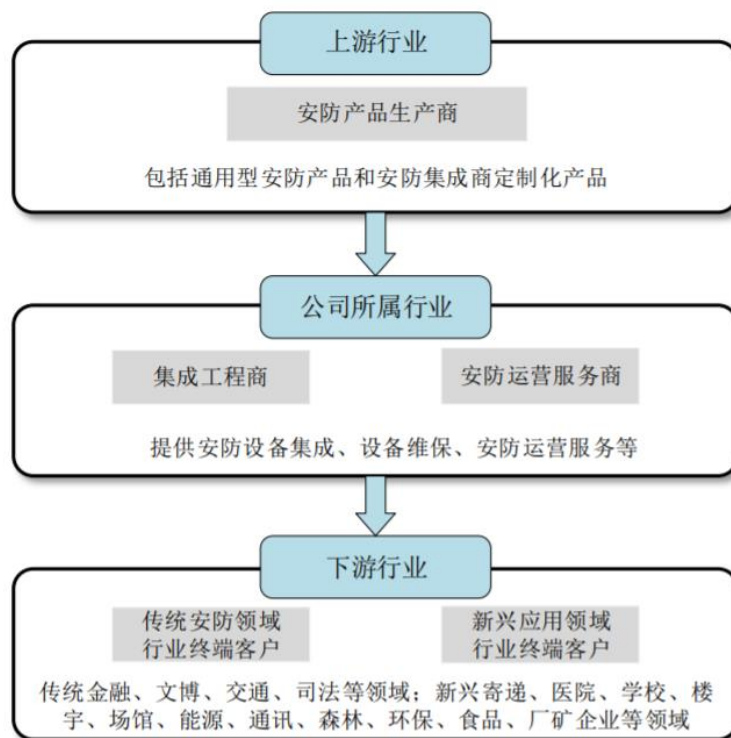 上游行业
安防产品生产商
包括通用型安防产品和安防集成商定制化产品
公司所属行业
集成工程商
安防运营服务商
提供安防设备集成、设备维保、安防运营服务等
下游行业
传统安防领域
行业终端客户
新兴应用领域
行业终端客户
传统金融、文博、交通、司法等领域；新兴寄递、医院、学校、楼
宇、场馆、能源、通讯、森林、环保、食品、厂矿企业等领域